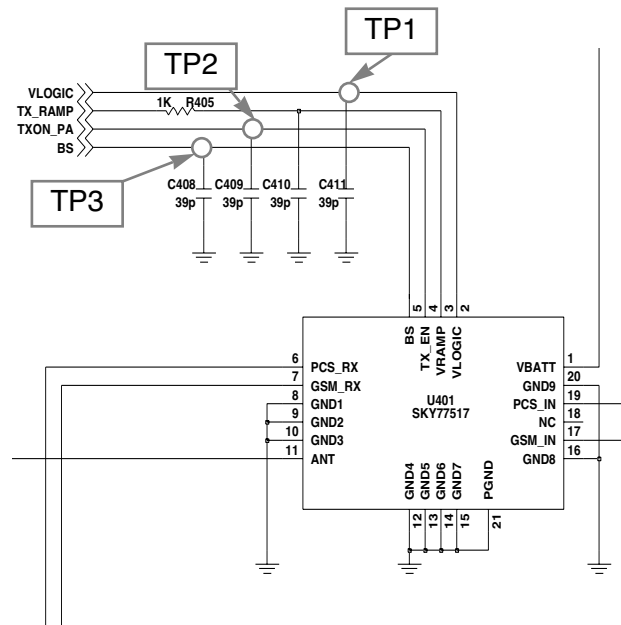 TP1
TP2
VLOGIC
TX_RAMP 1K R405
TXON_PA
BS
TP3
C408 C409 C410 C411
39p 39p 39p 39p
5 4 3 2
BS TX_EN VRAMP VLOGIC
6 PCS_RX VBATT 1
7 GSM_RX GND9 20
8 GND1 U401 PCS_IN 19
9 GND2 SKY77517 NC 18
10 GND3 GSM_IN 17
11 ANT GND8 16
GND4 GND5 GND6 GND7 PGND
12 13 14 15 21